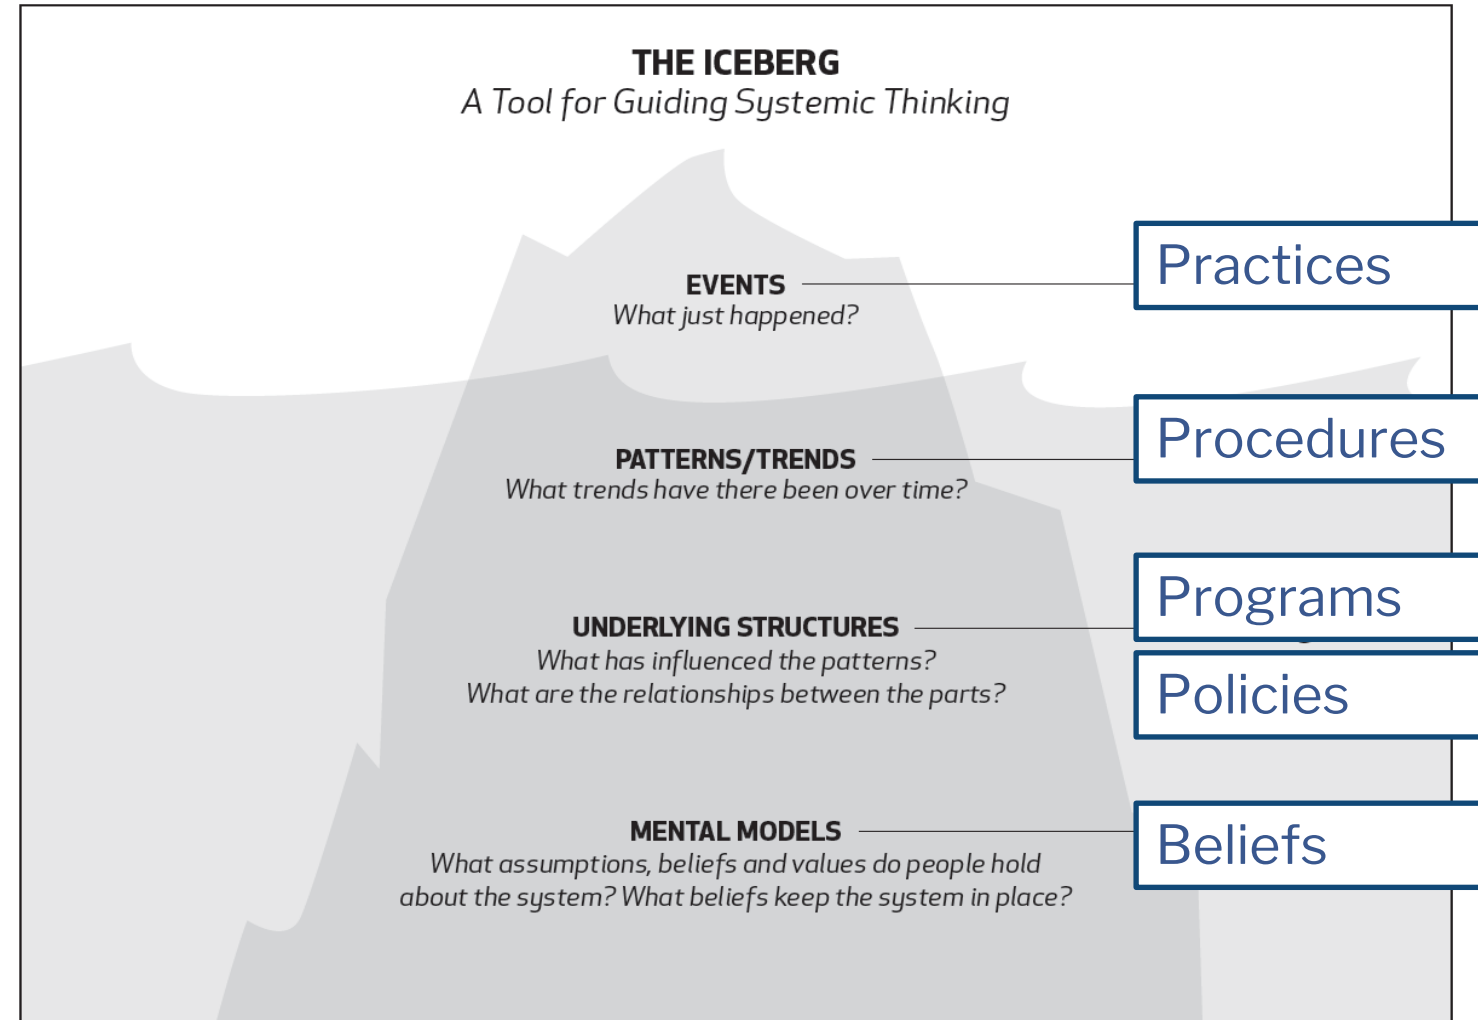 THE ICEBERG
A Tool for Guiding Systemic Thinking
EVENTS
What just happened?
Practices
PATTERNS/TRENDS
What trends have there been over time?
Procedures
UNDERLYING STRUCTURES
What has influenced the patterns?
What are the relationships between the parts?
Programs
Policies
MENTAL MODELS
What assumptions, beliefs and values do people hold
about the system? What beliefs keep the system in place?
Beliefs